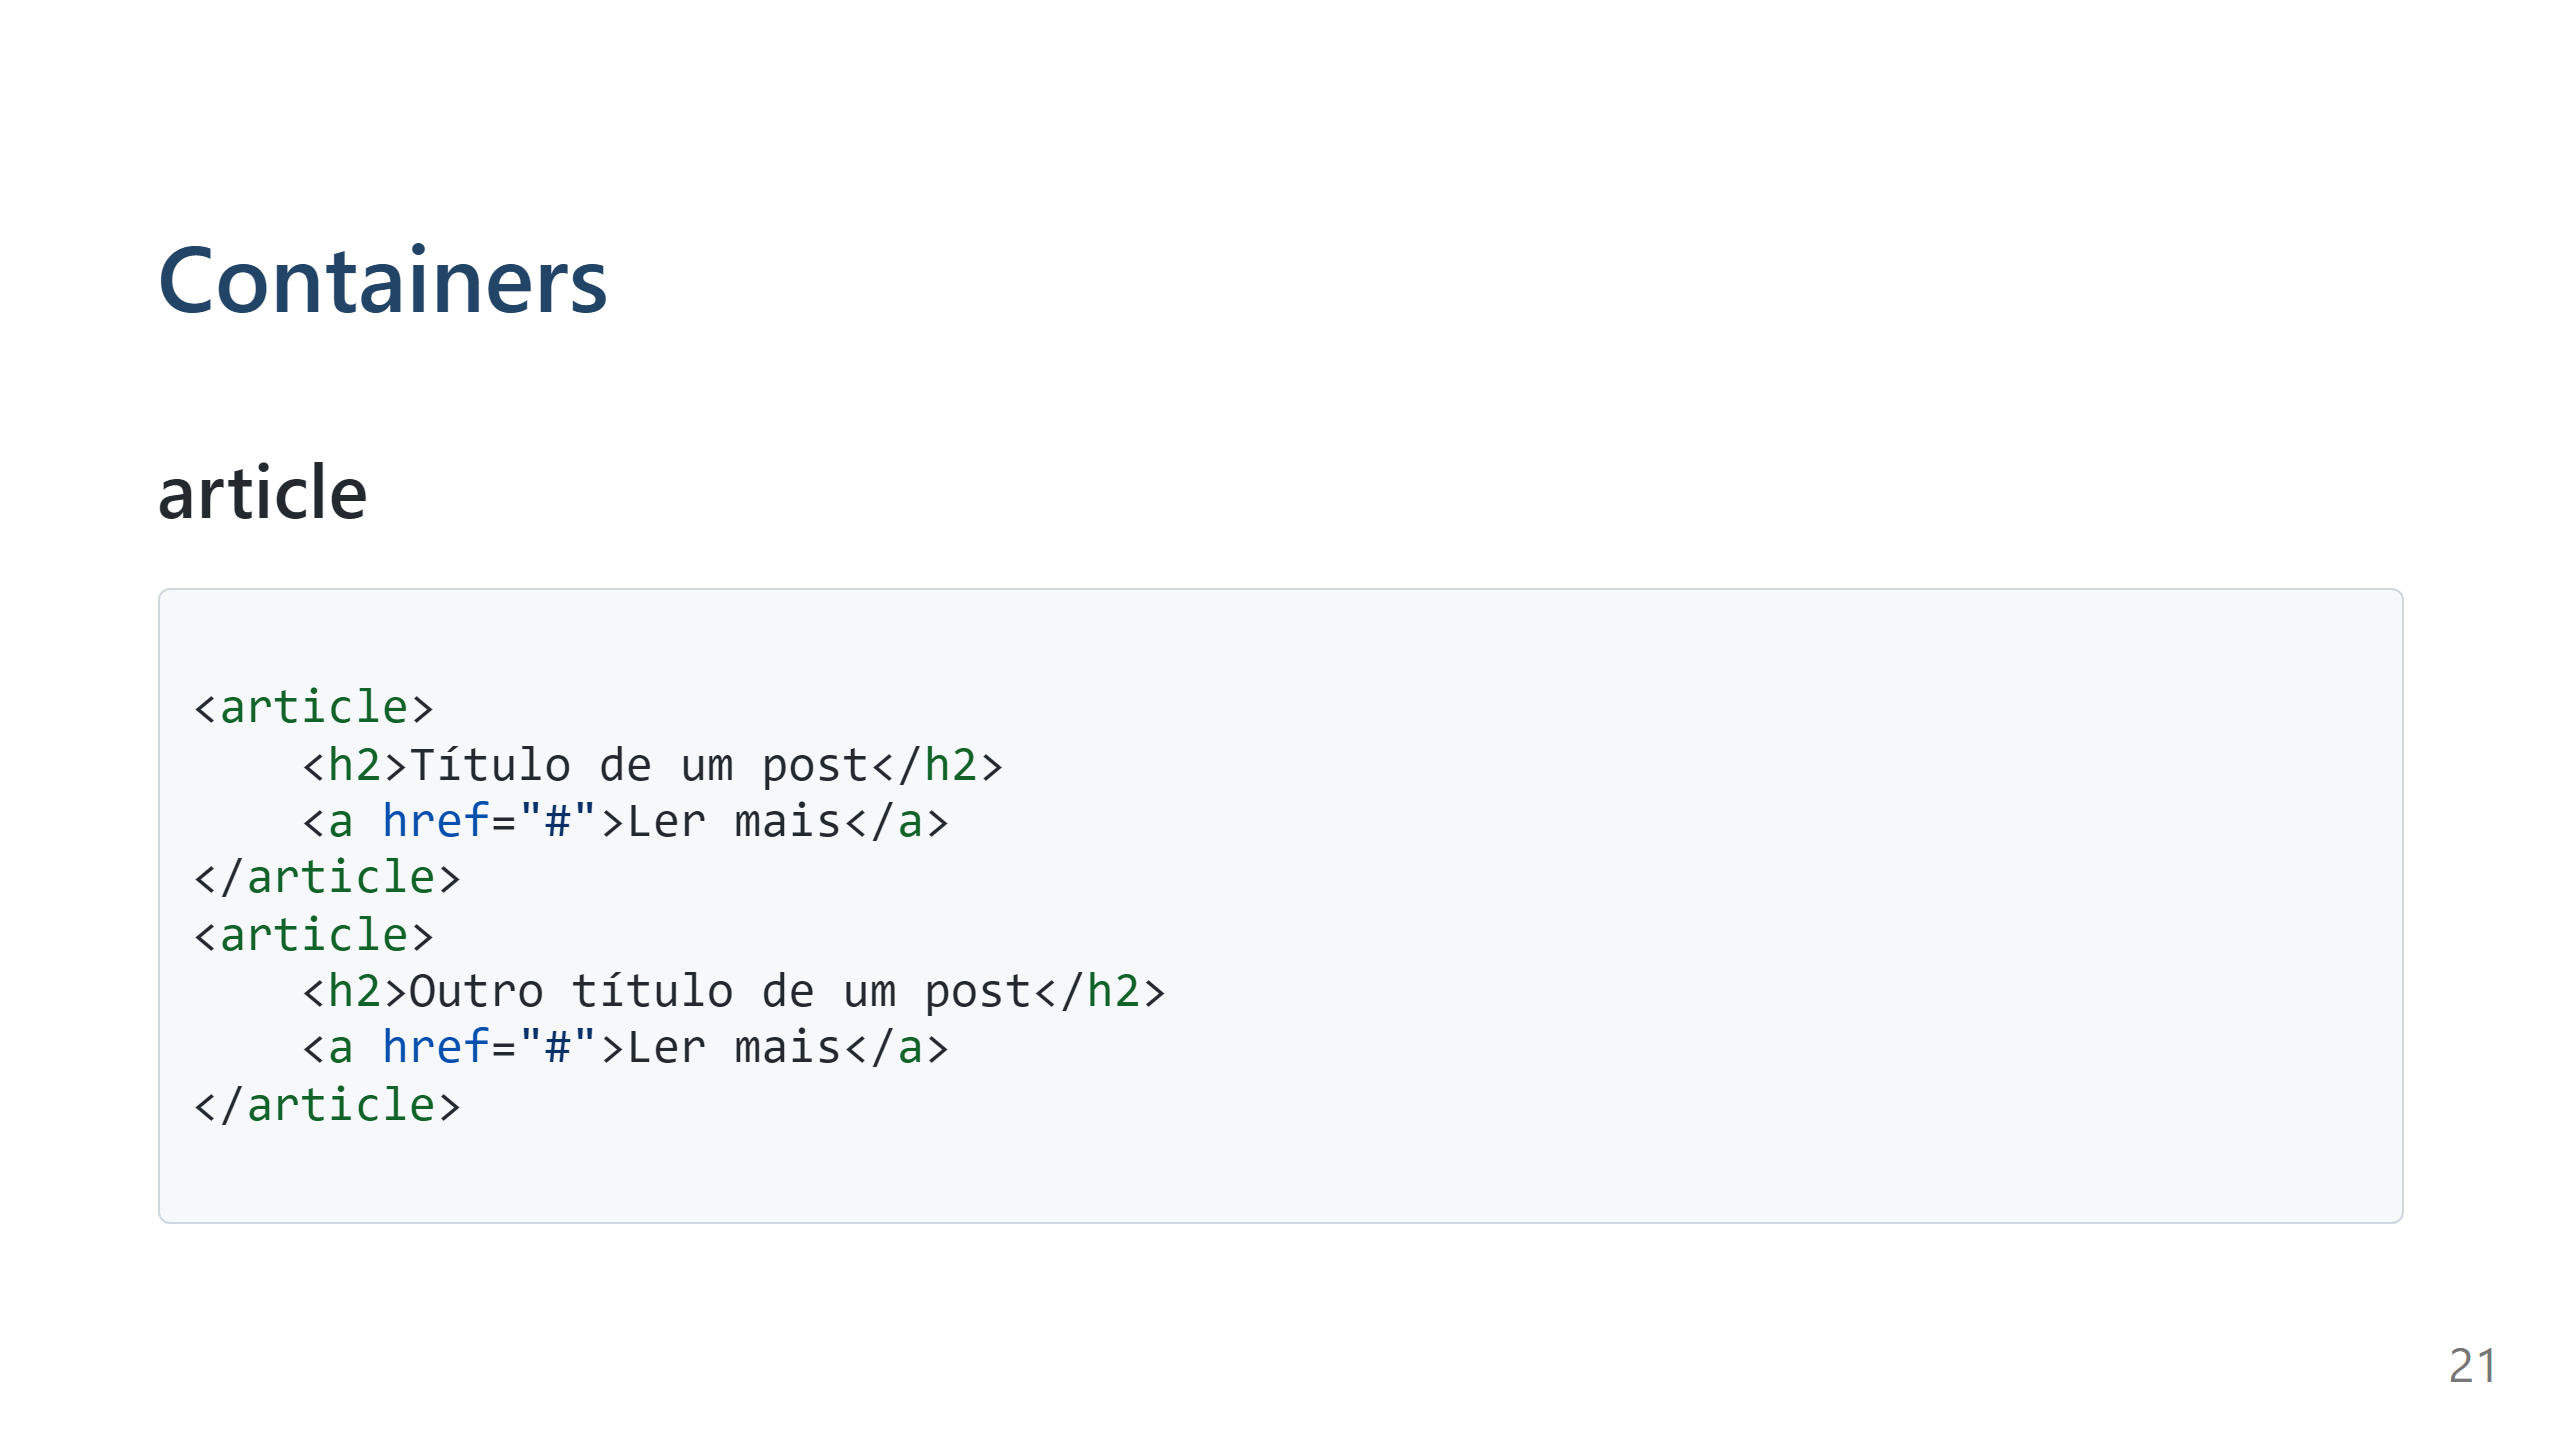 Containers
article
<article>
    <h2>Título de um post</h2>
    <a href="#">Ler mais</a>
</article>
<article>
    <h2>Outro título de um post</h2>
    <a href="#">Ler mais</a>
</article>
21